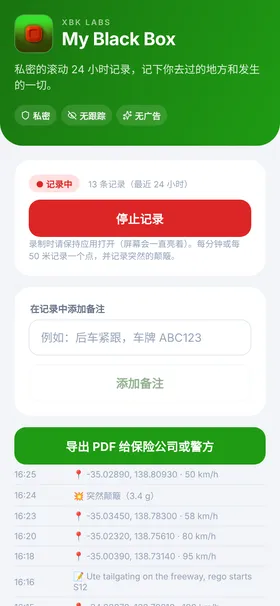 XBK LABS
My Black Box
私密的滚动 24 小时记录，记下你去过的地方和发生
的一切。
私密
无跟踪
无广告
记录中
13 条记录（最近 24 小时）
停止记录
录制时请保持应用打开（屏幕会一直亮着）。每分钟或每
50 米记录一个点，并记录突然的颠簸。
在记录中添加备注
例如：后车紧跟，车牌 ABC123
添加备注
导出 PDF 给保险公司或警方
16:25 📍 -35.02890, 138.80930 · 50 km/h
16:24 💥 突然颠簸（3.4 g）
16:23 📍 -35.03450, 138.78300 · 58 km/h
16:20 📍 -35.02320, 138.75610 · 80 km/h
16:18 📍 -35.00390, 138.73140 · 95 km/h
16:16 📝 Ute tailgating on the freeway, rego starts
S12